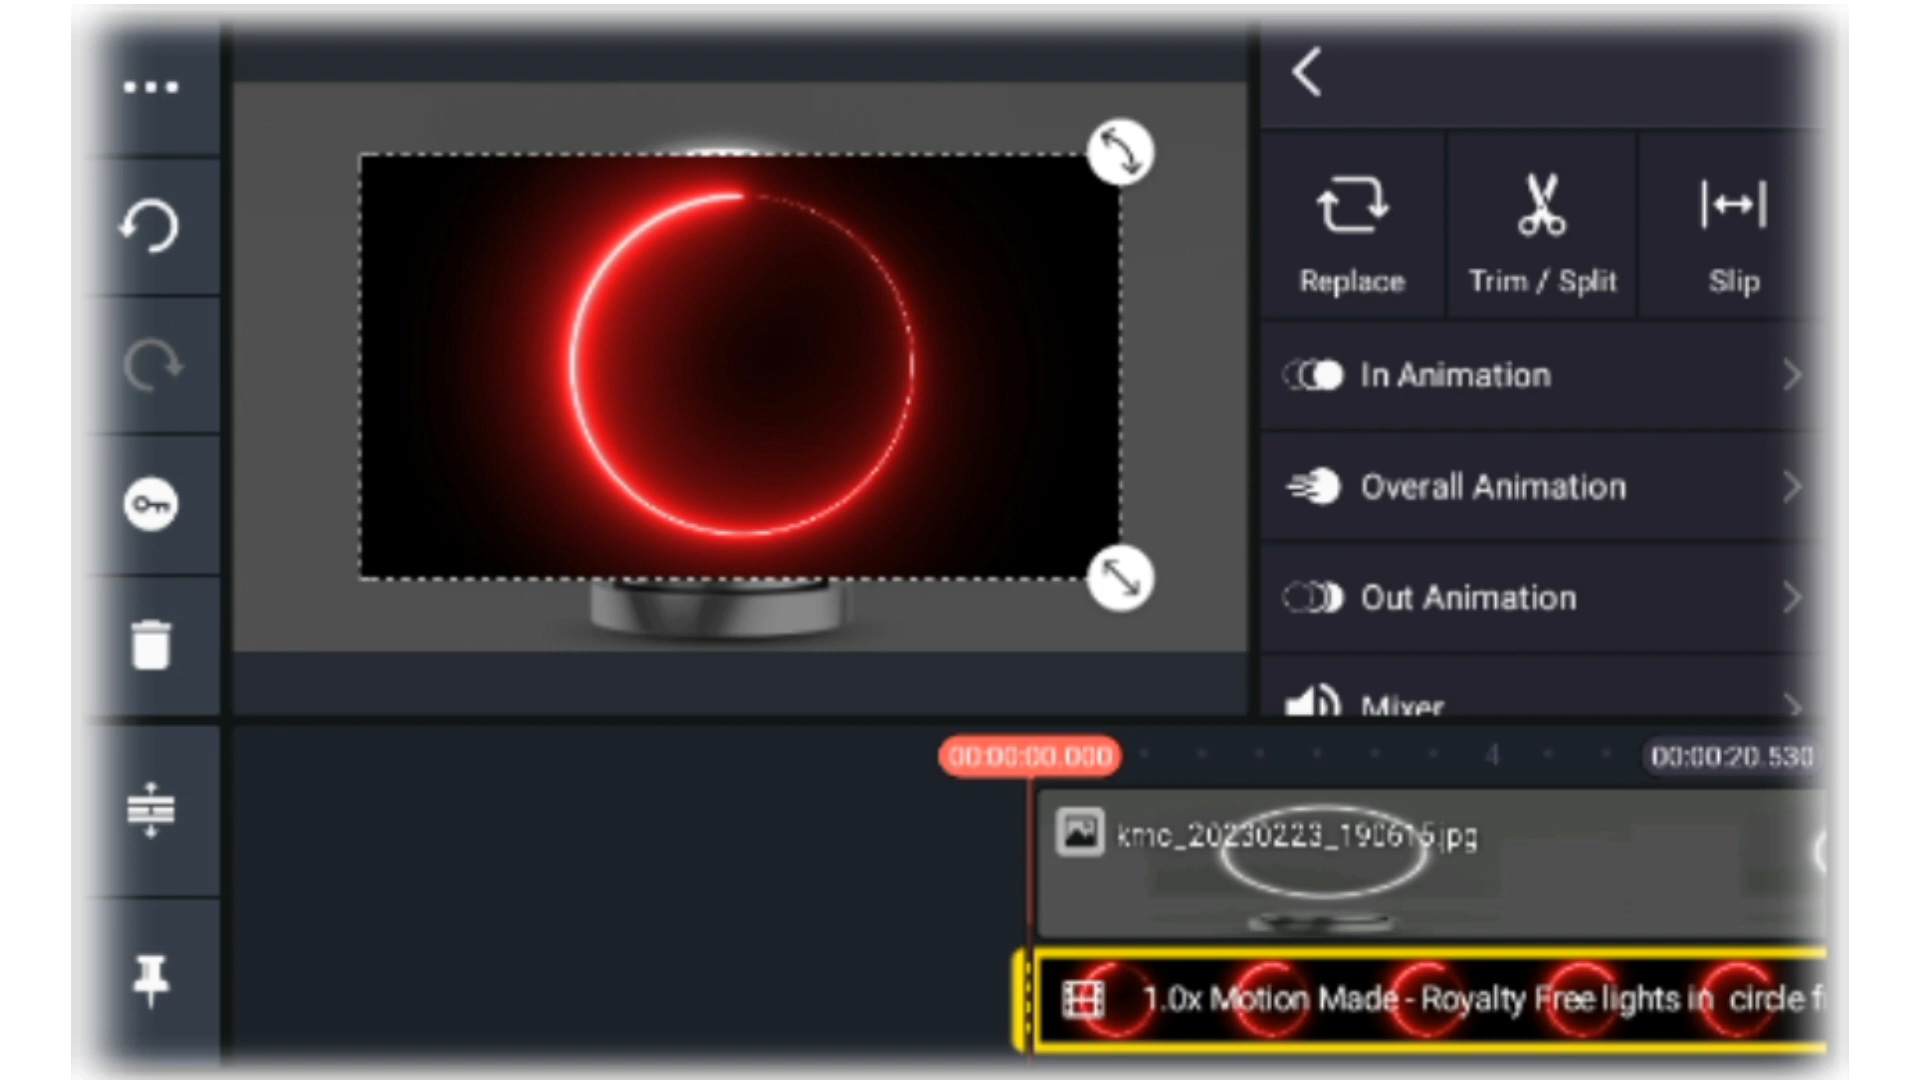 Replace
Trim / Split
Slip
In Animation
Overall Animation
Out Animation
Mixer
00:00:00.000
4
00:00:20.530
kmc_20230223_190615.jpg
1.0x Motion Made - Royalty Free lights in circle f